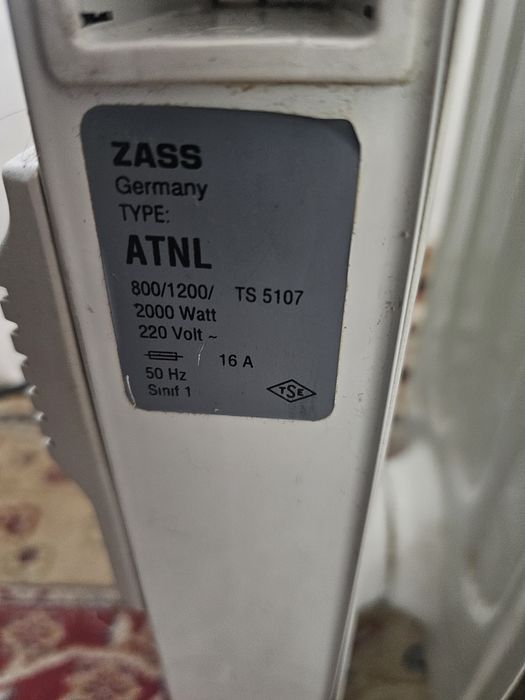 ZASS
Germany
TYPE:
ATNL
800/1200/ TS 5107
2000 Watt
220 Volt ~
16 A
50 Hz
Sınıf 1
TSE